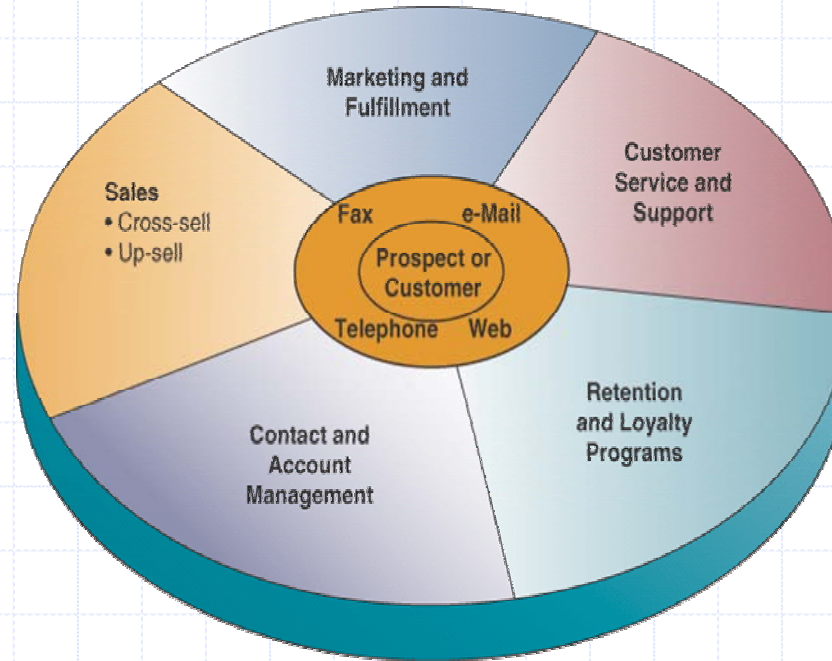 Marketing and
Fulfillment
Customer
Service and
Support
Sales
• Cross-sell
• Up-sell
Fax e-Mail
Prospect or
Customer
Telephone Web
Retention
and Loyalty
Programs
Contact and
Account
Management